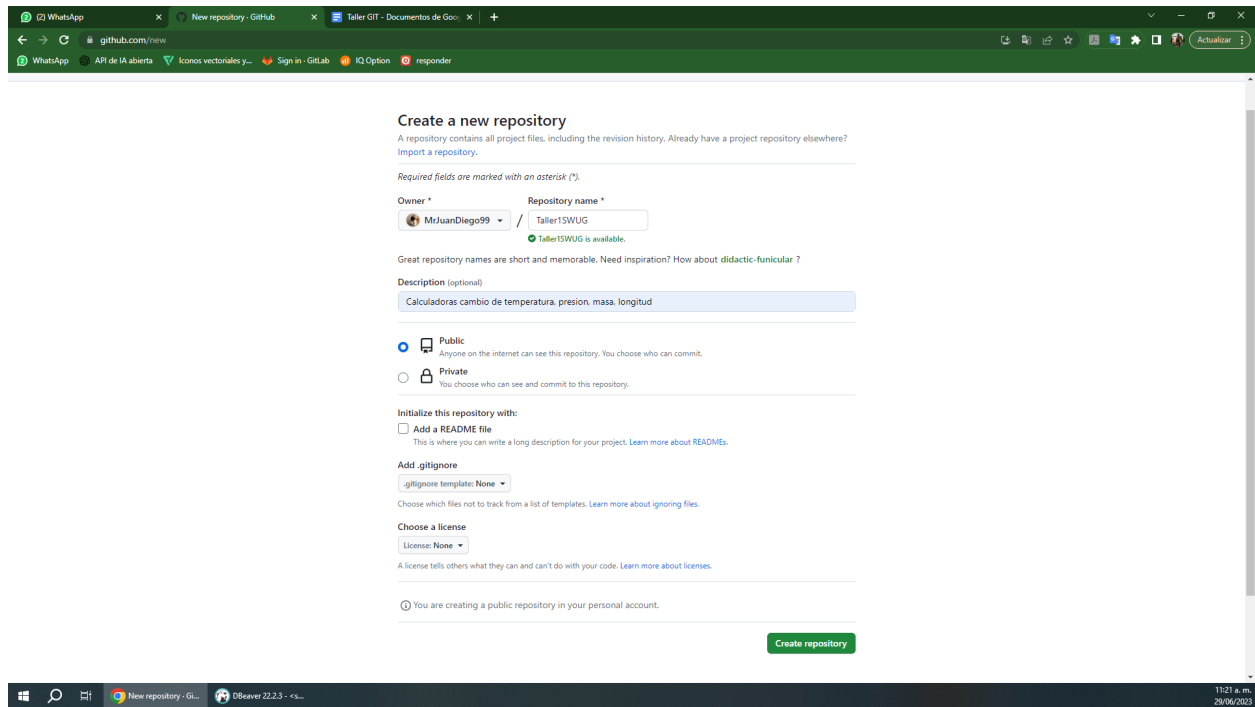 (2) WhatsApp
New repository · GitHub
Taller GIT - Documentos de Goog
github.com/new
Actualizar
WhatsApp
API de IA abierta
Iconos vectoriales y...
Sign in · GitLab
IQ Option
responder
Create a new repository
A repository contains all project files, including the revision history. Already have a project repository elsewhere?
Import a repository.
Required fields are marked with an asterisk (*).
Owner *
Repository name *
MrJuanDiego99 / Taller1SWUG
Taller1SWUG is available.
Great repository names are short and memorable. Need inspiration? How about didactic-funicular ?
Description (optional)
Calculadoras cambio de temperatura, presion, masa, longitud
Public
Anyone on the internet can see this repository. You choose who can commit.
Private
You choose who can see and commit to this repository.
Initialize this repository with:
Add a README file
This is where you can write a long description for your project. Learn more about READMEs.
Add .gitignore
.gitignore template: None
Choose which files not to track from a list of templates. Learn more about ignoring files.
Choose a license
License: None
A license tells others what they can and can't do with your code. Learn more about licenses.
You are creating a public repository in your personal account.
Create repository
New repository · Gi...
DBeaver 22.2.3 - <s...
11:21 a. m.
29/06/2023